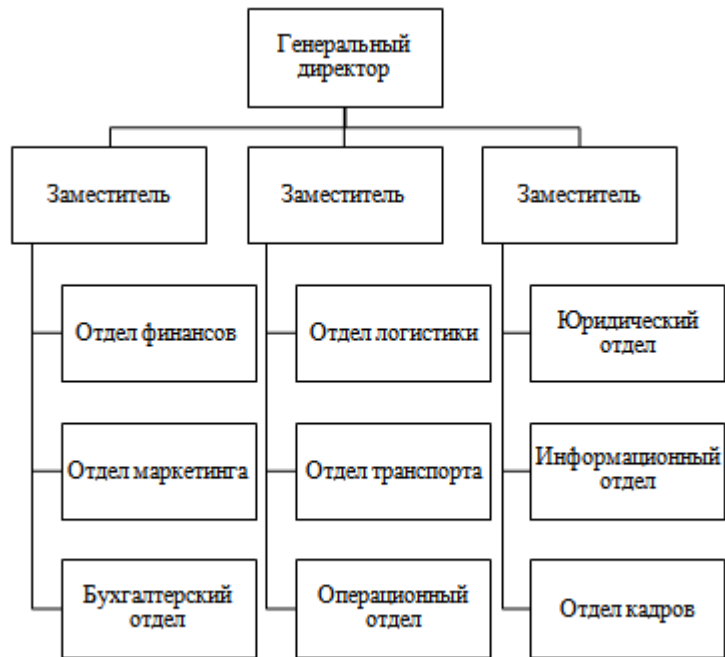 Генеральный
директор
Заместитель
Заместитель
Заместитель
Отдел финансов
Отдел логистики
Юридический
отдел
Отдел маркетинга
Отдел транспорта
Информационный
отдел
Бухгалтерский
отдел
Операционный
отдел
Отдел кадров